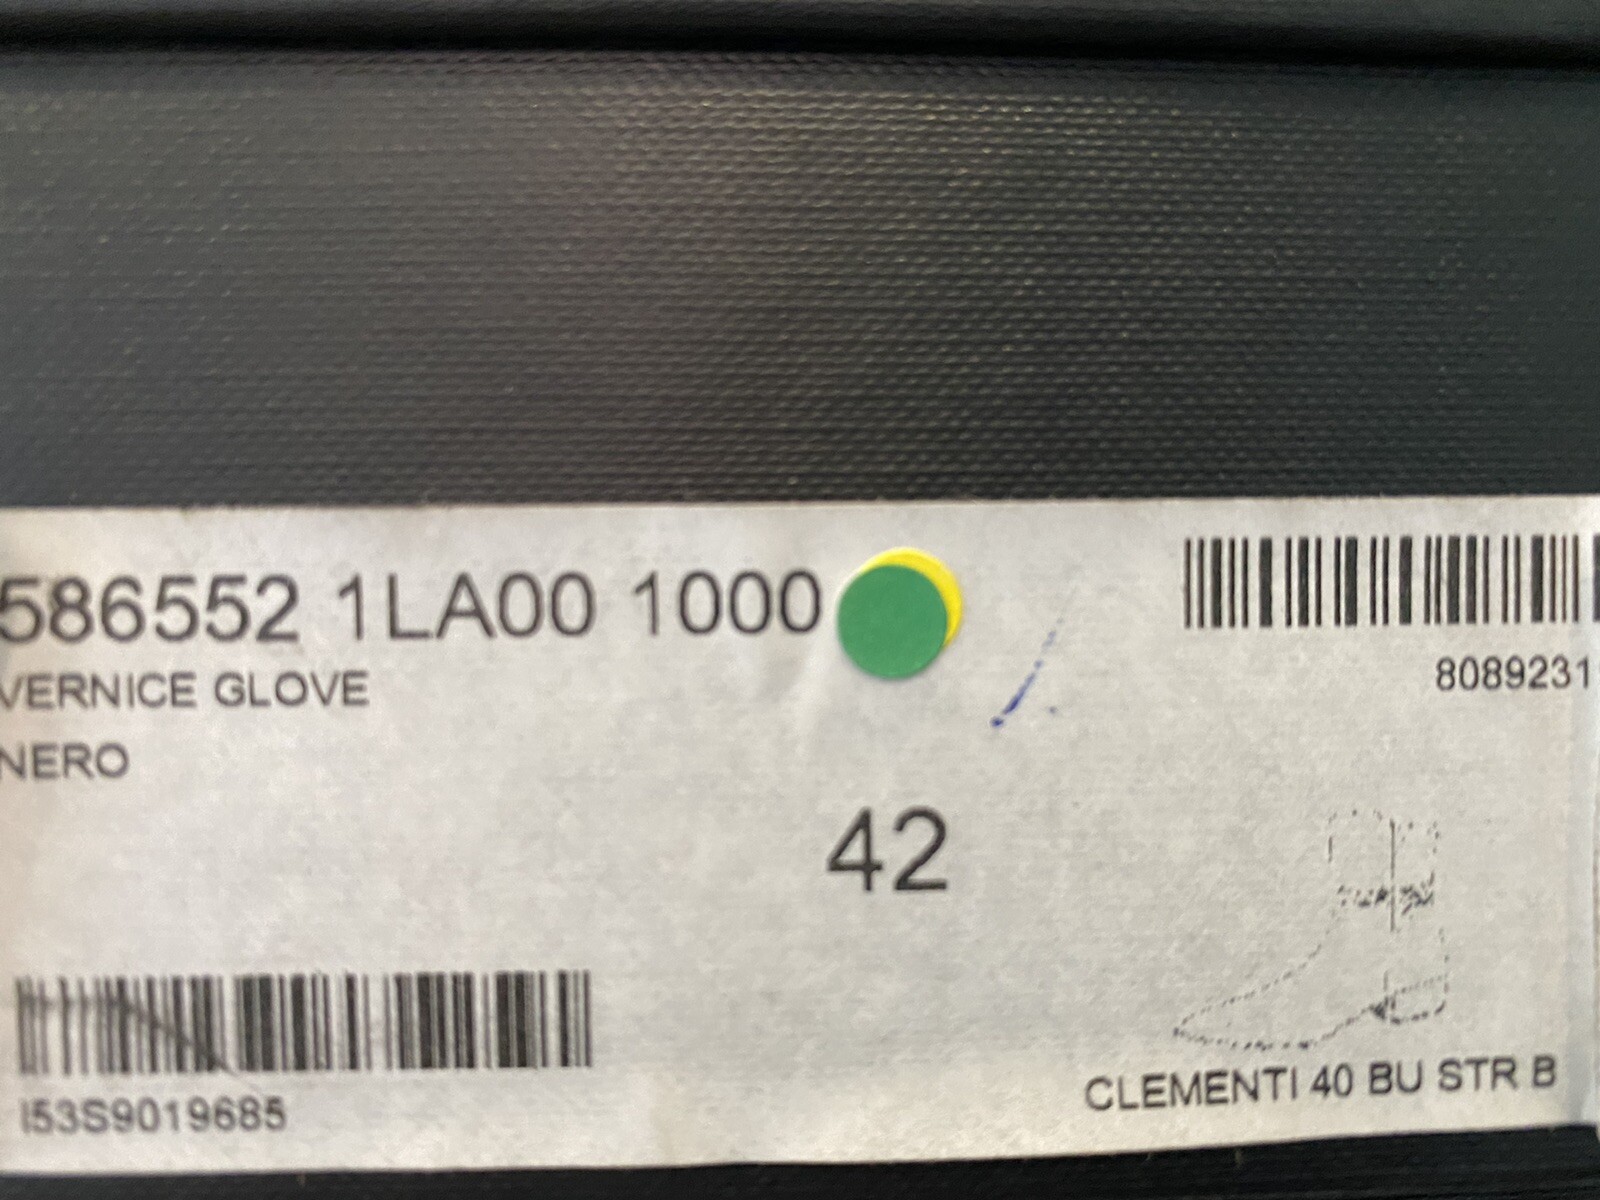 586552 1LA00 1000
8089231
VERNICE GLOVE
NERO
42
I53S9019685
CLEMENTI 40 BU STR B